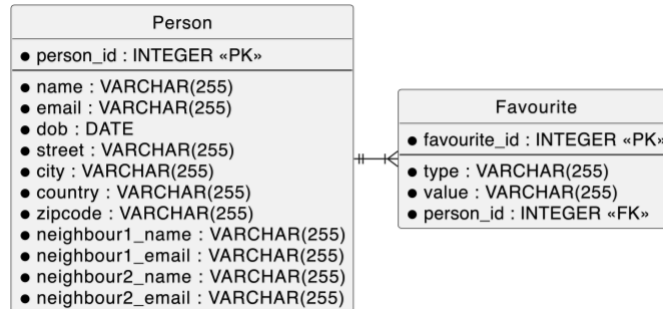 Person
person_id : INTEGER «PK»
name : VARCHAR(255)
email : VARCHAR(255)
dob : DATE
street : VARCHAR(255)
city : VARCHAR(255)
country : VARCHAR(255)
zipcode : VARCHAR(255)
neighbour1_name : VARCHAR(255)
neighbour1_email : VARCHAR(255)
neighbour2_name : VARCHAR(255)
neighbour2_email : VARCHAR(255)
Favourite
favourite_id : INTEGER «PK»
type : VARCHAR(255)
value : VARCHAR(255)
person_id : INTEGER «FK»